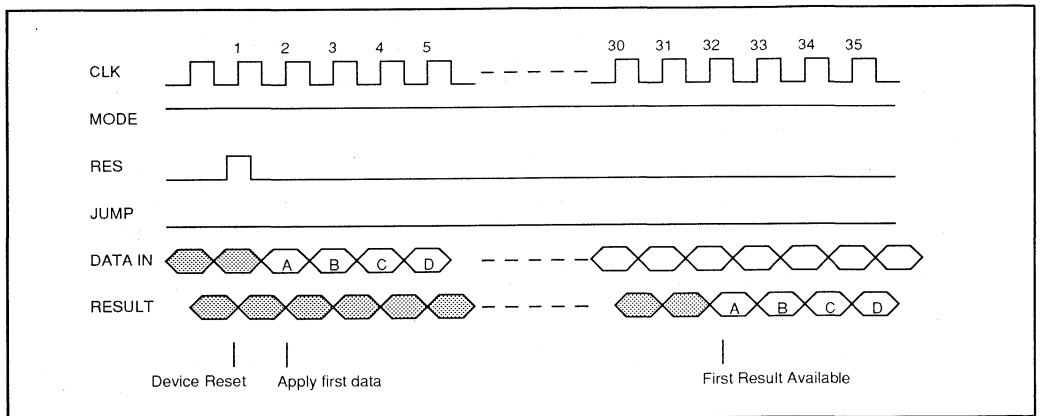 1 2 3 4 5 30 31 32 33 34 35
CLK
MODE
RES
JUMP
DATA IN A B C D
RESULT A B C D
Device Reset Apply first data First Result Available